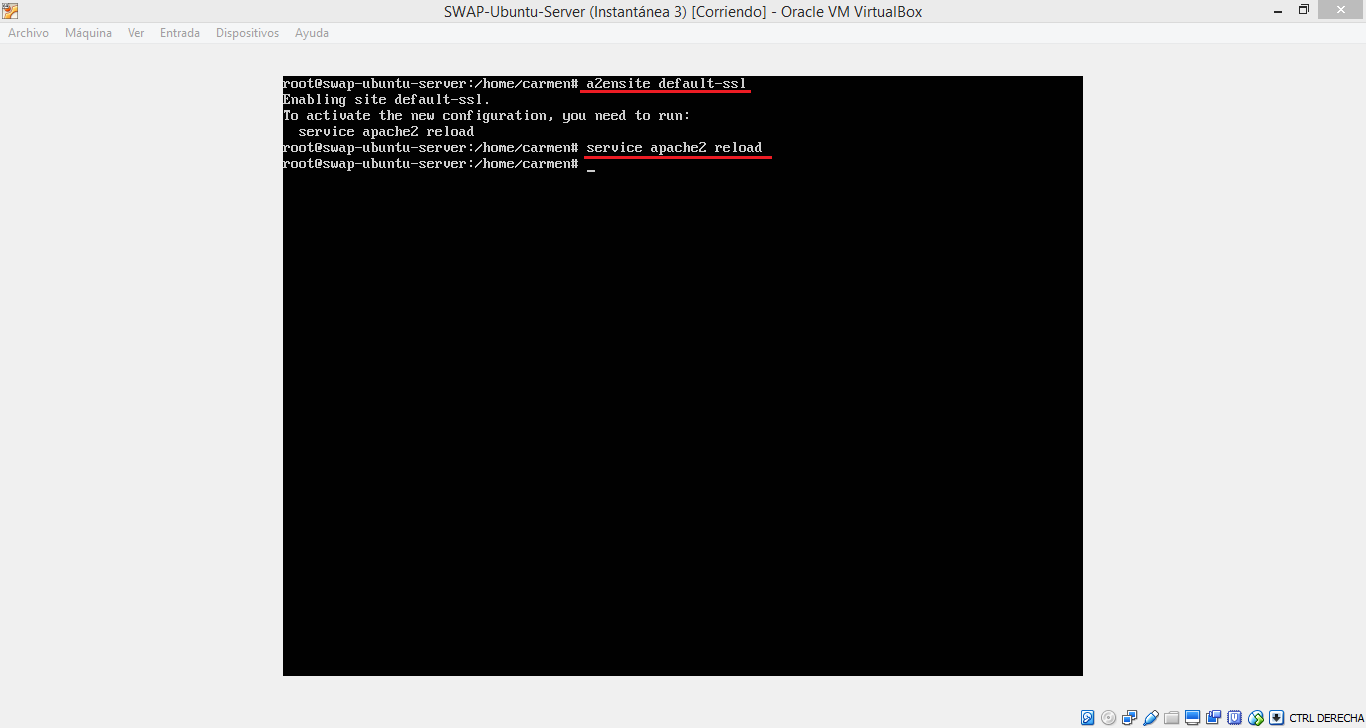 SWAP-Ubuntu-Server (Instantánea 3) [Corriendo] - Oracle VM VirtualBox
Archivo Máquina Ver Entrada Dispositivos Ayuda
root@swap-ubuntu-server:/home/carmen# a2ensite default-ssl
Enabling site default-ssl.
To activate the new configuration, you need to run:
  service apache2 reload
root@swap-ubuntu-server:/home/carmen# service apache2 reload
root@swap-ubuntu-server:/home/carmen# _
CTRL DERECHA